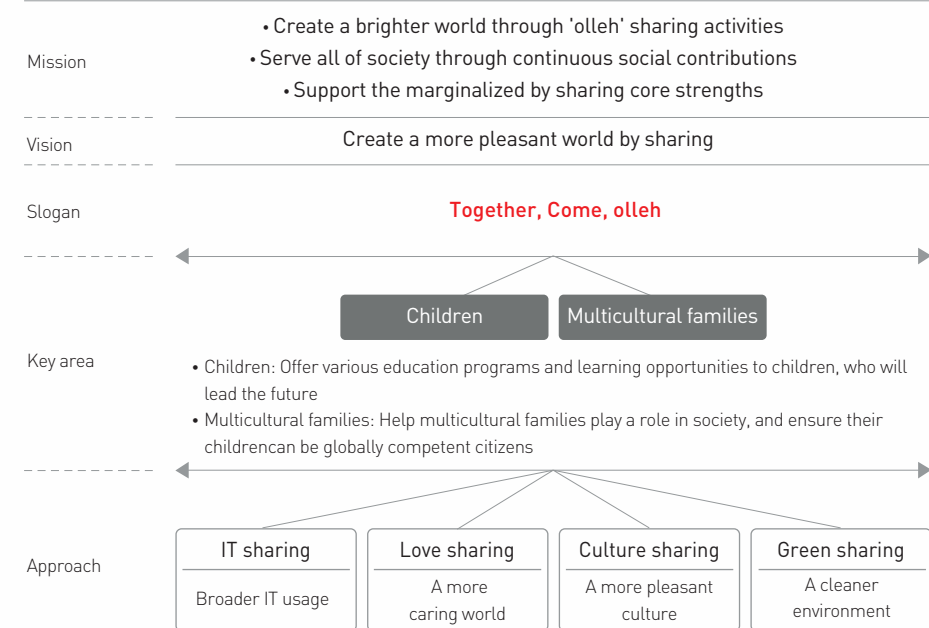 Mission
• Create a brighter world through 'olleh' sharing activities
• Serve all of society through continuous social contributions
• Support the marginalized by sharing core strengths
Vision
Create a more pleasant world by sharing
Slogan
Together, Come, olleh
Children
Multicultural families
Key area
• Children: Offer various education programs and learning opportunities to children, who will
lead the future
• Multicultural families: Help multicultural families play a role in society, and ensure their
childrencan be globally competent citizens
Approach
IT sharing
Broader IT usage
Love sharing
A more
caring world
Culture sharing
A more pleasant
culture
Green sharing
A cleaner
environment